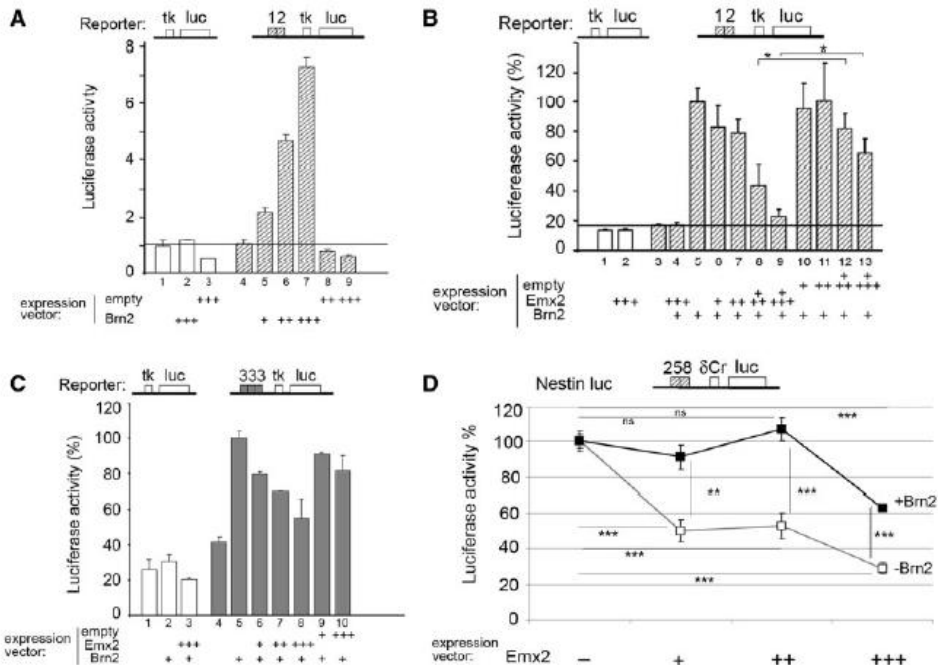 A
Reporter: tk luc 12 tk luc
Luciferase activity
8
6
4
2
1
0
1 2 3 4 5 6 7 8 9
expression vector:
empty +++ ++ +++
Brn2 +++ + ++ +++
B
Reporter: tk luc 12 tk luc
Luciferease activity (%)
120
100
80
60
40
20
0
* *
1 2 3 4 5 6 7 8 9 10 11 12 13
expression vector:
empty + ++ + ++ + +++
Emx2 +++ +++ + ++ + ++ + +++
Brn2 + + + + + + + + + +
C
Reporter: tk luc 333 tk luc
Luciferase activity (%)
120
100
80
60
40
20
0
1 2 3 4 5 6 7 8 9 10
expression vector:
empty + +++
Emx2 +++ + ++ +++
Brn2 + + + + + + + +
D
Nestin luc 258 δCr luc
Luciferase activity %
120
100
80
60
40
20
0
ns ns ***
** *** ***
*** *** ***
+Brn2
-Brn2
expression vector: Emx2 − + ++ +++